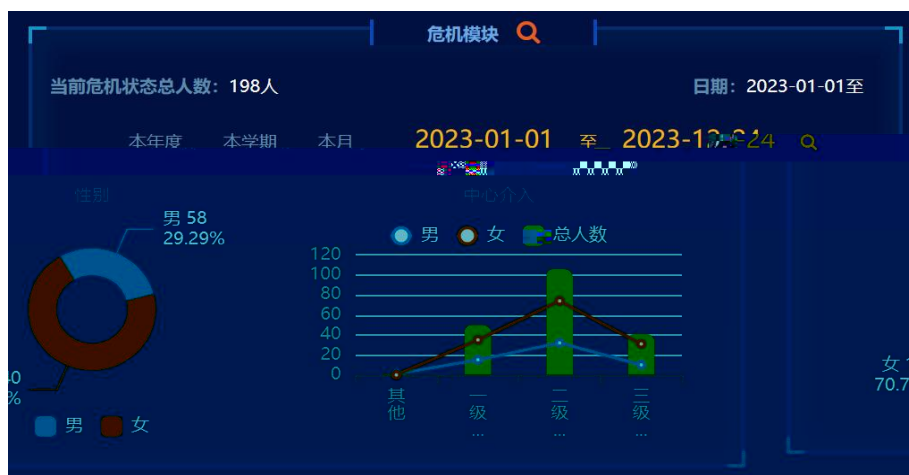 危机模块
当前危机状态总人数：198人
日期：2023-01-01至
本年度 本学期 本月 2023-01-01 至
性别 中心介入
男 58
29.29%
男 女 总人数
120
100
80
60
40
20
0
其他 一级... 二级... 三级...
男 女
女
70.7